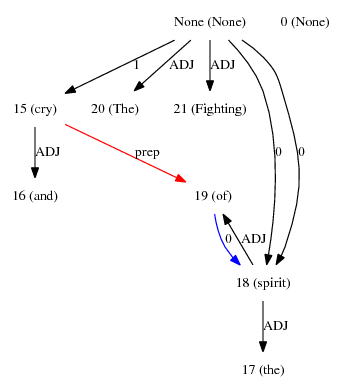 None (None) 0 (None)
1 ADJ ADJ
15 (cry) 20 (The) 21 (Fighting)
ADJ prep 0 0
16 (and) 19 (of)
0 ADJ
18 (spirit)
ADJ
17 (the)